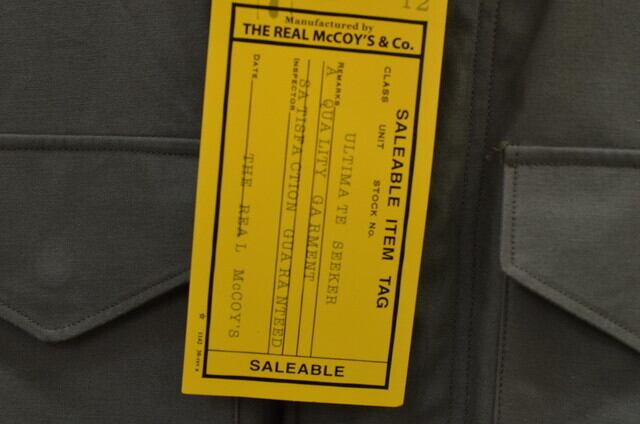 12
Manufactured by
THE REAL McCOY'S & Co.
SALEABLE ITEM TAG
CLASS UNIT STOCK No.
ULTIMATE SEEKER
REMARKS
A QUALITY GARMENT
SATISFACTION GUARANTEED
INSPECTOR
THE REAL McCOY'S
DATE
SALEABLE